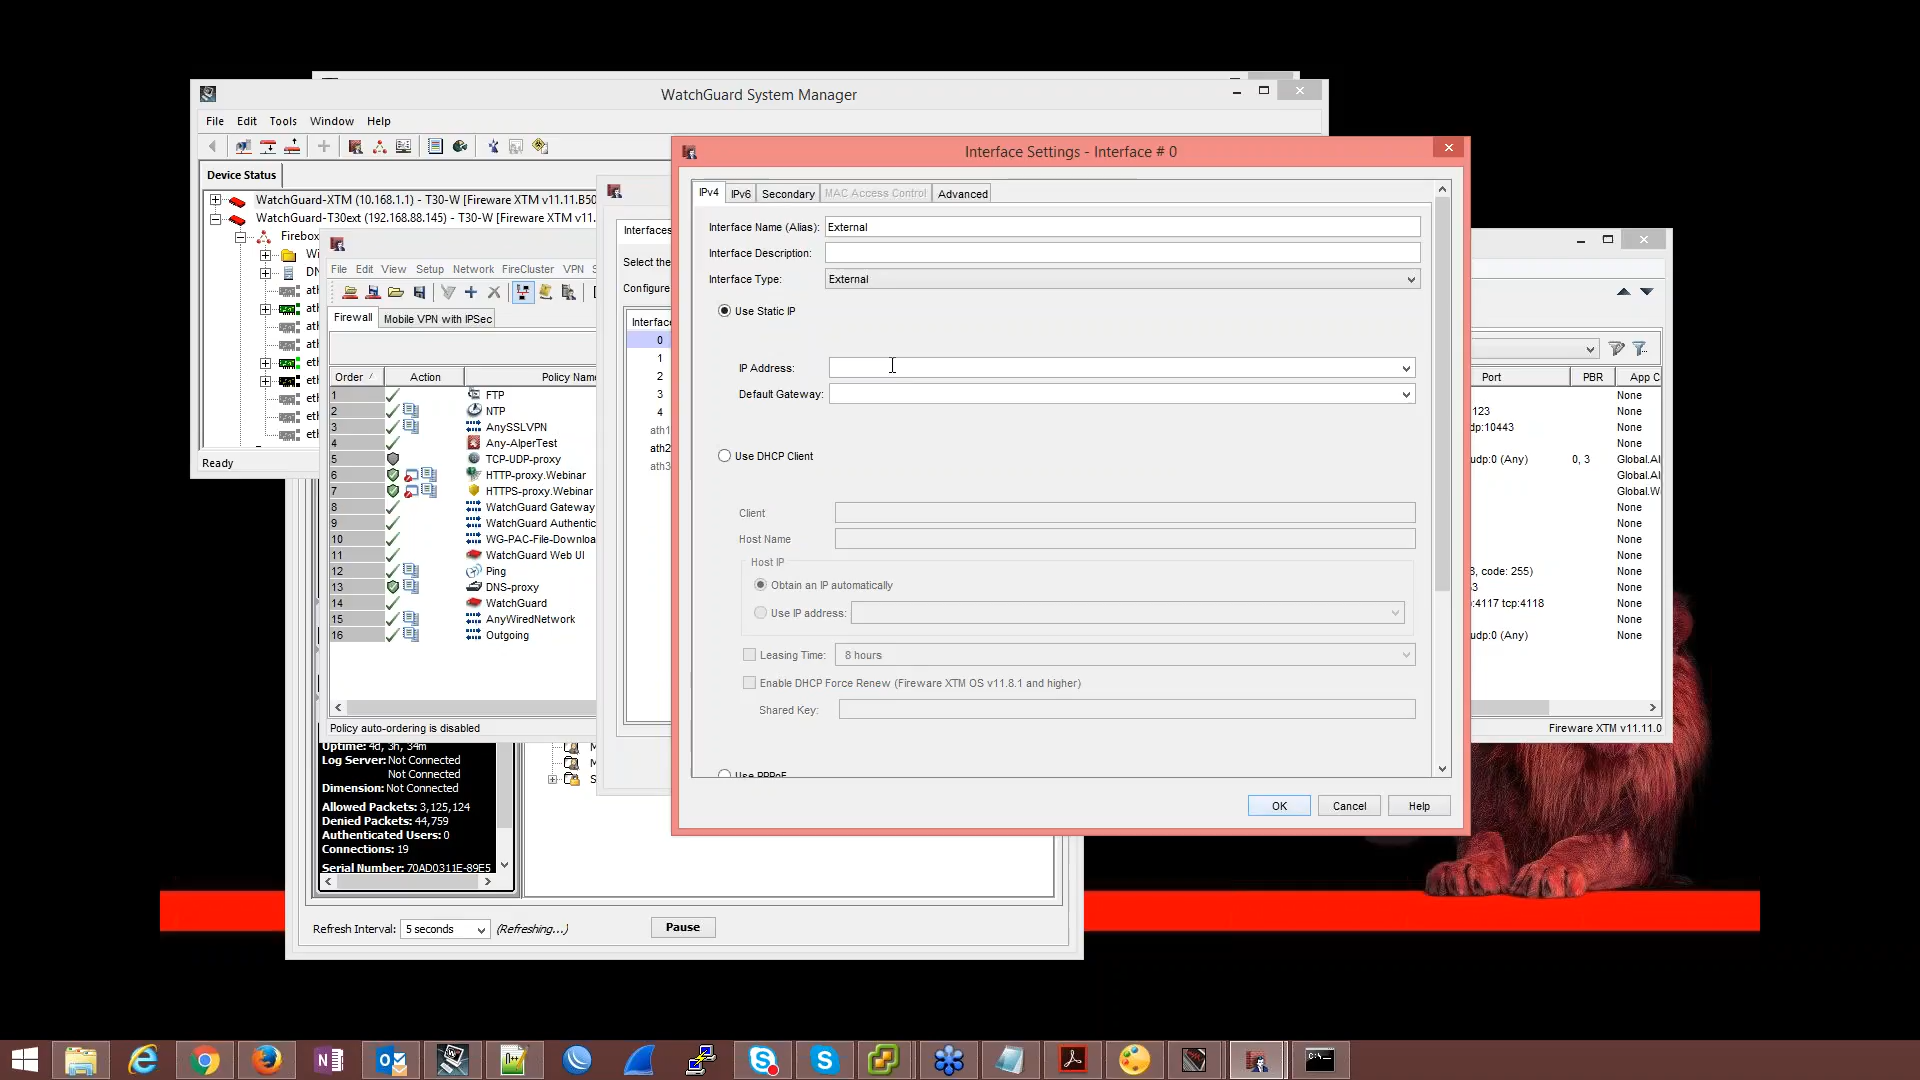 WatchGuard System Manager
File Edit Tools Window Help
Device Status
WatchGuard-XTM (10.168.1.1) - T30-W [Fireware XTM v11.11.B50
WatchGuard-T30ext (192.168.88.145) - T30-W [Fireware XTM v11.
Firebox
Wi
DN
ath
ath
ath
ath
eth
eth
eth
eth
eth
Ready
File Edit View Setup Network FireCluster VPN S
Firewall Mobile VPN with IPSec
Order / Action Policy Name
1 FTP
2 NTP
3 AnySSLVPN
4 Any-AlperTest
5 TCP-UDP-proxy
6 HTTP-proxy.Webinar
7 HTTPS-proxy.Webinar
8 WatchGuard Gateway
9 WatchGuard Authentic
10 WG-PAC-File-Downloa
11 WatchGuard Web UI
12 Ping
13 DNS-proxy
14 WatchGuard
15 AnyWiredNetwork
16 Outgoing
Policy auto-ordering is disabled
Interfaces
Select the
Configure
Interface
0
1
2
3
4
ath1
ath2
ath3
Interface Settings - Interface # 0
IPv4 IPv6 Secondary MAC Access Control Advanced
Interface Name (Alias): External
Interface Description:
Interface Type: External
Use Static IP
IP Address:
Default Gateway:
Use DHCP Client
Client
Host Name
Host IP
Obtain an IP automatically
Use IP address:
Leasing Time: 8 hours
Enable DHCP Force Renew (Fireware XTM OS v11.8.1 and higher)
Shared Key:
Use PPPoE
OK Cancel Help
Port PBR App C
None
123 None
dp:10443 None
None
udp:0 (Any) 0, 3 Global.Al
Global.Al
Global.W
None
None
None
None
8, code: 255) None
3 None
:4117 tcp:4118 None
None
udp:0 (Any) None
Fireware XTM v11.11.0
Uptime: 4d, 3h, 34m
Log Server: Not Connected
Not Connected
Dimension: Not Connected
Allowed Packets: 3,125,124
Denied Packets: 44,759
Authenticated Users: 0
Connections: 19
Serial Number: 70AD0311E-89E5
M
M
S
Refresh Interval: 5 seconds (Refreshing...) Pause